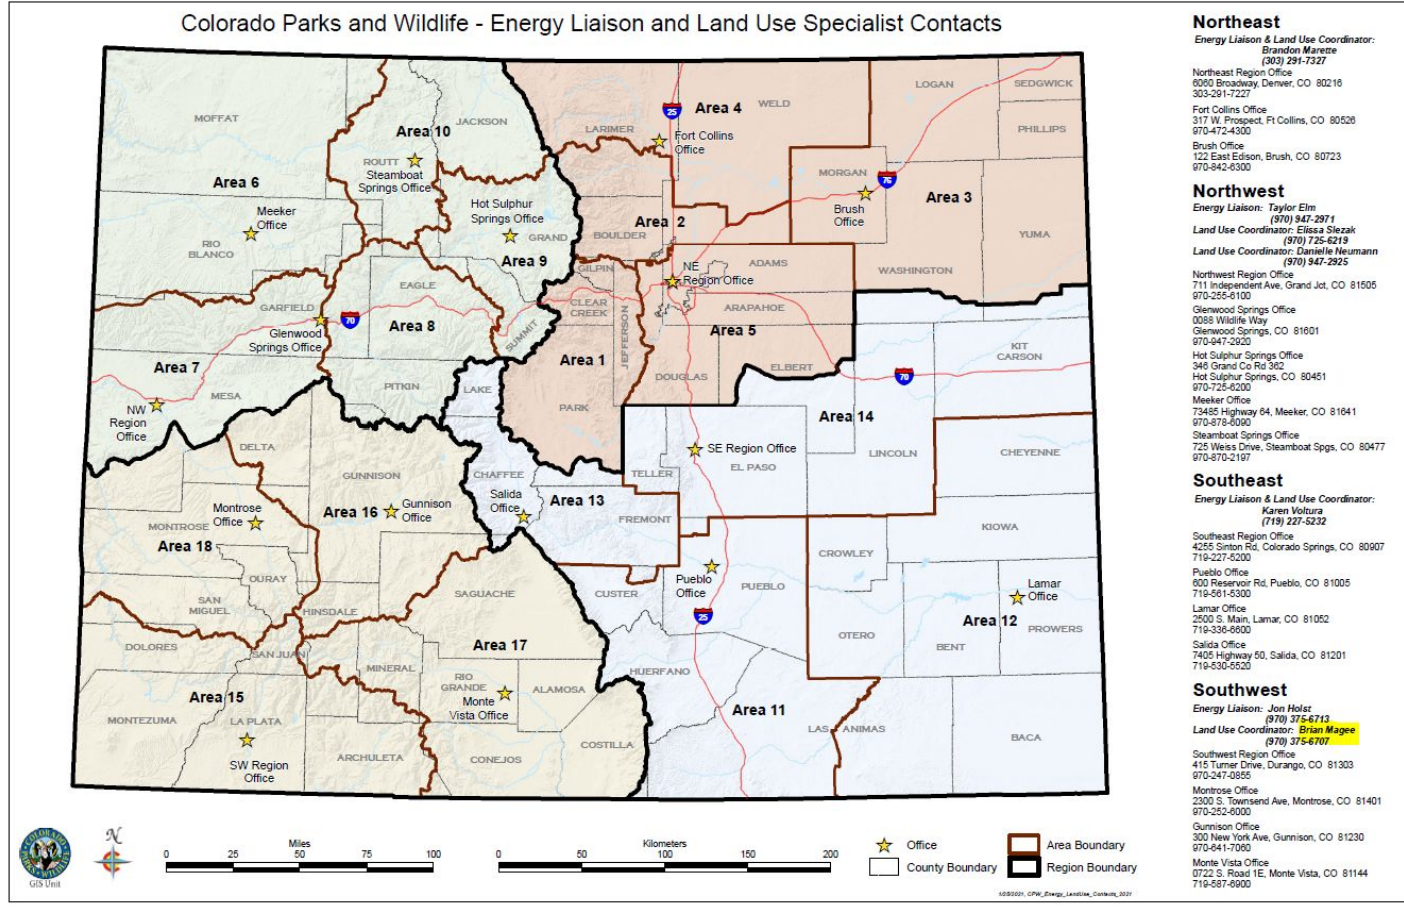 Colorado Parks and Wildlife - Energy Liaison and Land Use Specialist Contacts
MOFFAT
Area 10
JACKSON
ROUTT
Steamboat
Springs Office
Area 6
Meeker
Office
RIO
BLANCO
Hot Sulphur
Springs Office
GRAND
Area 9
LARIMER
25
Area 4
WELD
Fort Collins
Office
LOGAN
SEDGWICK
PHILLIPS
MORGAN
76
Brush
Office
Area 3
YUMA
WASHINGTON
Area 2
BOULDER
GILPIN
NE
Region Office
ADAMS
ARAPAHOE
CLEAR
CREEK
JEFFERSON
Area 5
Area 1
DOUGLAS
ELBERT
PARK
GARFIELD
EAGLE
70
Glenwood
Springs Office
Area 8
SUMMIT
Area 7
MESA
PITKIN
LAKE
NW
Region
Office
KIT
CARSON
70
Area 14
SE Region Office
EL PASO
TELLER
LINCOLN
CHEYENNE
DELTA
GUNNISON
CHAFFEE
Montrose
Office
MONTROSE
Area 16
Gunnison
Office
Salida
Office
Area 13
FREMONT
Area 18
OURAY
SAN
MIGUEL
HINSDALE
SAGUACHE
CUSTER
Pueblo
Office
PUEBLO
25
CROWLEY
KIOWA
Lamar
Office
Area 12
PROWERS
OTERO
BENT
DOLORES
SAN JUAN
MINERAL
Area 17
RIO
GRANDE
Monte
Vista Office
ALAMOSA
HUERFANO
Area 15
MONTEZUMA
LA PLATA
SW Region
Office
ARCHULETA
CONEJOS
COSTILLA
Area 11
LAS ANIMAS
BACA
COLORADO
PARKS & WILDLIFE
GIS Unit
N
Miles
0 25 50 75 100
Kilometers
0 50 100 150 200
Office
County Boundary
Area Boundary
Region Boundary
1/25/2021, CPW_Energy_LandUse_Contacts_2021
Northeast
Energy Liaison & Land Use Coordinator:
Brandon Marette
(303) 291-7327
Northeast Region Office
6060 Broadway, Denver, CO 80216
303-291-7227
Fort Collins Office
317 W. Prospect, Ft Collins, CO 80526
970-472-4300
Brush Office
122 East Edison, Brush, CO 80723
970-842-6300
Northwest
Energy Liaison: Taylor Elm
(970) 947-2971
Land Use Coordinator: Elissa Slezak
(970) 725-6219
Land Use Coordinator: Danielle Neumann
(970) 947-2925
Northwest Region Office
711 Independent Ave, Grand Jct, CO 81505
970-255-6100
Glenwood Springs Office
0088 Wildlife Way
Glenwood Springs, CO 81601
970-947-2920
Hot Sulphur Springs Office
346 Grand Co Rd 362
Hot Sulphur Springs, CO 80451
970-725-6200
Meeker Office
73485 Highway 64, Meeker, CO 81641
970-878-6090
Steamboat Springs Office
725 Weiss Drive, Steamboat Spgs, CO 80477
970-870-2197
Southeast
Energy Liaison & Land Use Coordinator:
Karen Voltura
(719) 227-5232
Southeast Region Office
4255 Sinton Rd, Colorado Springs, CO 80907
719-227-5200
Pueblo Office
600 Reservoir Rd, Pueblo, CO 81005
719-561-5300
Lamar Office
2500 S. Main, Lamar, CO 81052
719-336-6600
Salida Office
7405 Highway 50, Salida, CO 81201
719-530-5520
Southwest
Energy Liaison: Jon Holst
(970) 375-6713
Land Use Coordinator: Brian Magee
(970) 375-6707
Southwest Region Office
415 Turner Drive, Durango, CO 81303
970-247-0855
Montrose Office
2300 S. Townsend Ave, Montrose, CO 81401
970-252-6000
Gunnison Office
300 New York Ave, Gunnison, CO 81230
970-641-7060
Monte Vista Office
0722 S. Road 1E, Monte Vista, CO 81144
719-587-6900